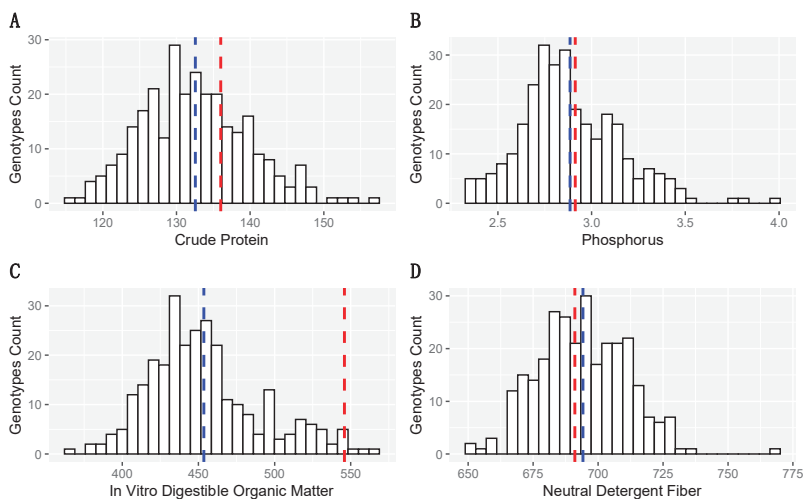 A
30
20
10
0
Genotypes Count
120
130
140
150
Crude Protein
B
30
20
10
0
Genotypes Count
2.5
3.0
3.5
4.0
Phosphorus
C
30
20
10
0
Genotypes Count
400
450
500
550
In Vitro Digestible Organic Matter
D
30
20
10
0
Genotypes Count
650
675
700
725
750
775
Neutral Detergent Fiber